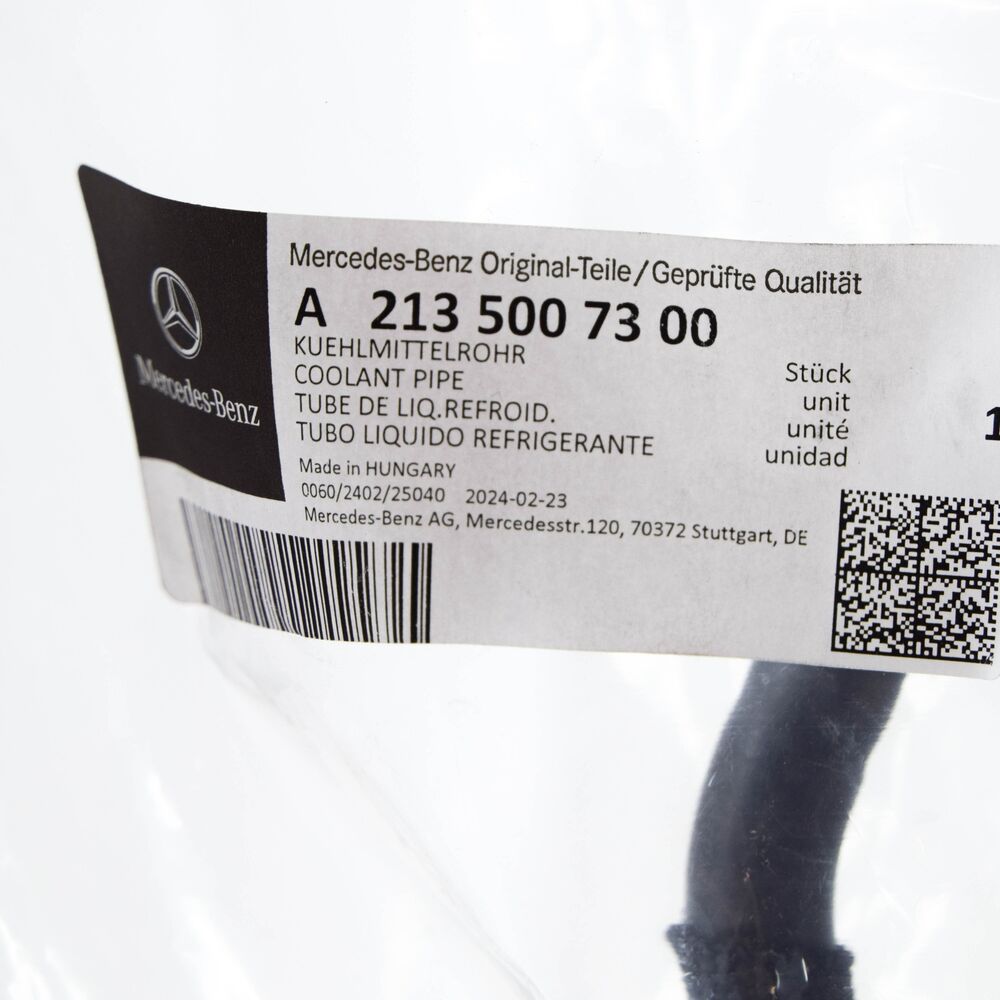 Mercedes-Benz
Mercedes-Benz Original-Teile/Geprüfte Qualität
A 213 500 73 00
KUEHLMITTELROHR
COOLANT PIPE
TUBE DE LIQ.REFROID.
TUBO LIQUIDO REFRIGERANTE
Stück
unit
unité
unidad
1
Made in HUNGARY
0060/2402/25040 2024-02-23
Mercedes-Benz AG, Mercedesstr.120, 70372 Stuttgart, DE